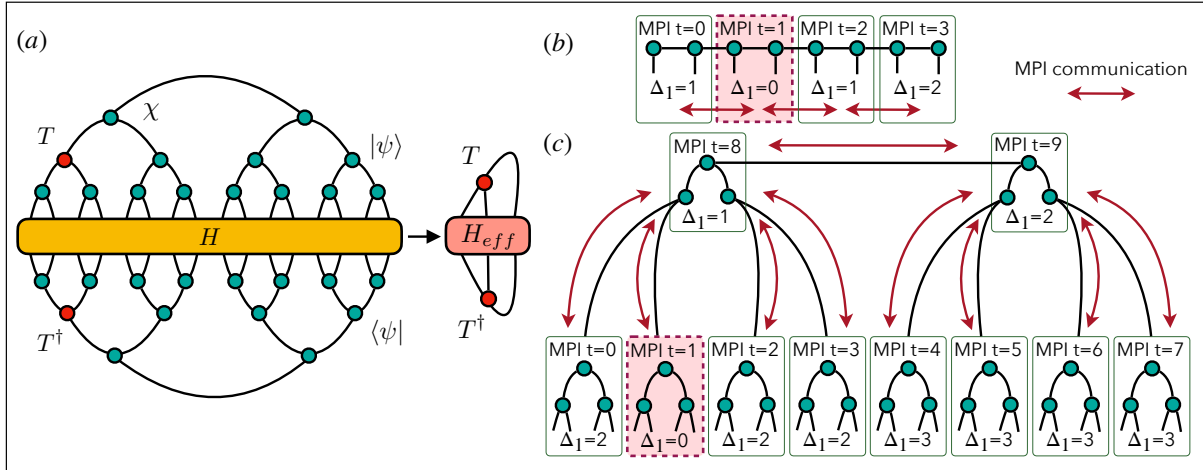 (a)
χ
T
|ψ⟩
H
T†
⟨ψ|
T
H_eff
T†
(b)
MPI t=0 MPI t=1 MPI t=2 MPI t=3
Δ₁=1 Δ₁=0 Δ₁=1 Δ₁=2
MPI communication
(c)
MPI t=8 MPI t=9
Δ₁=1 Δ₁=2
MPI t=0 MPI t=1 MPI t=2 MPI t=3 MPI t=4 MPI t=5 MPI t=6 MPI t=7
Δ₁=2 Δ₁=0 Δ₁=2 Δ₁=2 Δ₁=3 Δ₁=3 Δ₁=3 Δ₁=3